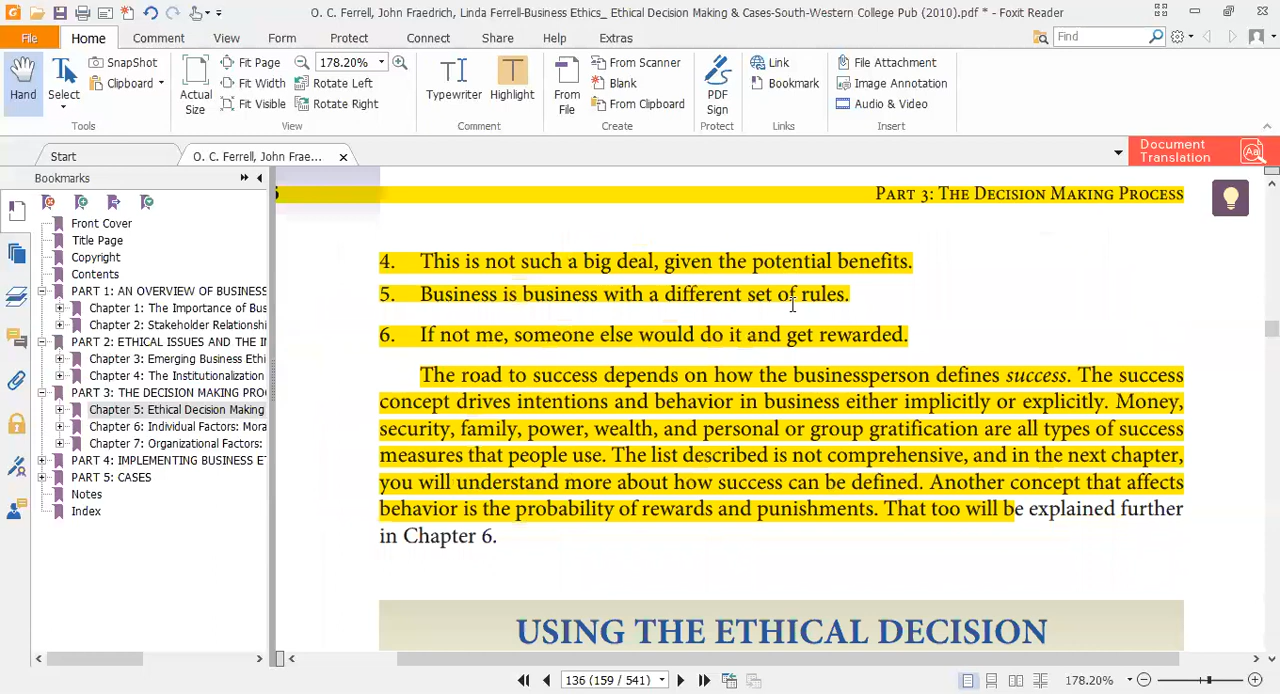 O. C. Ferrell, John Fraedrich, Linda Ferrell-Business Ethics_ Ethical Decision Making & Cases-South-Western College Pub (2010).pdf * - Foxit Reader
File Home Comment View Form Protect Connect Share Help Extras Find
Hand Select SnapShot Clipboard Actual Size Fit Page Fit Width Fit Visible 178.20% Rotate Left Rotate Right Typewriter Highlight From File From Scanner Blank From Clipboard PDF Sign Link Bookmark File Attachment Image Annotation Audio & Video
Tools View Comment Create Protect Links Insert
Start O. C. Ferrell, John Frae... Document Translation
Bookmarks
Front Cover
Title Page
Copyright
Contents
PART 1: AN OVERVIEW OF BUSINESS
Chapter 1: The Importance of Bus
Chapter 2: Stakeholder Relationshi
PART 2: ETHICAL ISSUES AND THE I
Chapter 3: Emerging Business Ethi
Chapter 4: The Institutionalization
PART 3: THE DECISION MAKING PRO
Chapter 5: Ethical Decision Making
Chapter 6: Individual Factors: Mora
Chapter 7: Organizational Factors:
PART 4: IMPLEMENTING BUSINESS ET
PART 5: CASES
Notes
Index
6 PART 3: THE DECISION MAKING PROCESS
4. This is not such a big deal, given the potential benefits.
5. Business is business with a different set of rules.
6. If not me, someone else would do it and get rewarded.
The road to success depends on how the businessperson defines success. The success
concept drives intentions and behavior in business either implicitly or explicitly. Money,
security, family, power, wealth, and personal or group gratification are all types of success
measures that people use. The list described is not comprehensive, and in the next chapter,
you will understand more about how success can be defined. Another concept that affects
behavior is the probability of rewards and punishments. That too will be explained further
in Chapter 6.
USING THE ETHICAL DECISION
136 (159 / 541) 178.20%